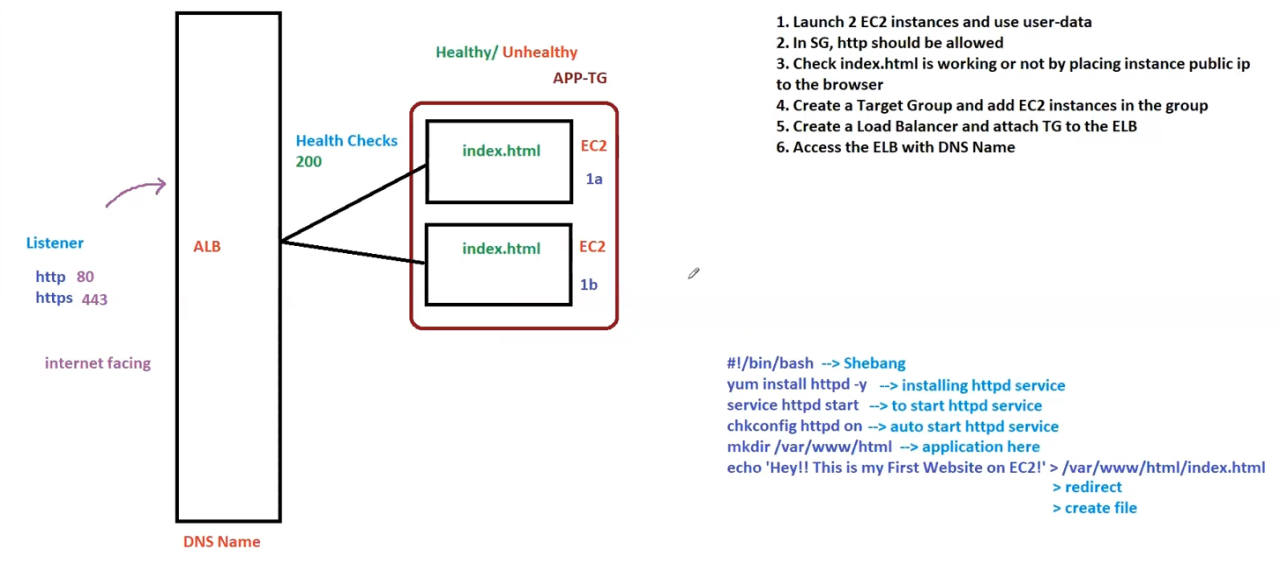 Healthy/ Unhealthy
APP-TG
Health Checks
200
index.html
EC2
1a
index.html
EC2
1b
Listener
http 80
https 443
internet facing
ALB
DNS Name
1. Launch 2 EC2 instances and use user-data
2. In SG, http should be allowed
3. Check index.html is working or not by placing instance public ip
to the browser
4. Create a Target Group and add EC2 instances in the group
5. Create a Load Balancer and attach TG to the ELB
6. Access the ELB with DNS Name
#!/bin/bash --> Shebang
yum install httpd -y --> installing httpd service
service httpd start --> to start httpd service
chkconfig httpd on --> auto start httpd service
mkdir /var/www/html --> application here
echo 'Hey!! This is my First Website on EC2!' > /var/www/html/index.html
> redirect
> create file